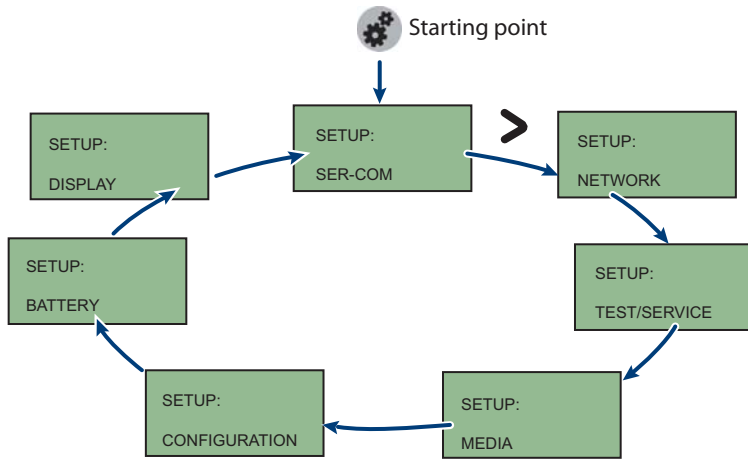 Starting point
SETUP:
SER-COM
>
SETUP:
NETWORK
SETUP:
TEST/SERVICE
SETUP:
MEDIA
SETUP:
CONFIGURATION
SETUP:
BATTERY
SETUP:
DISPLAY